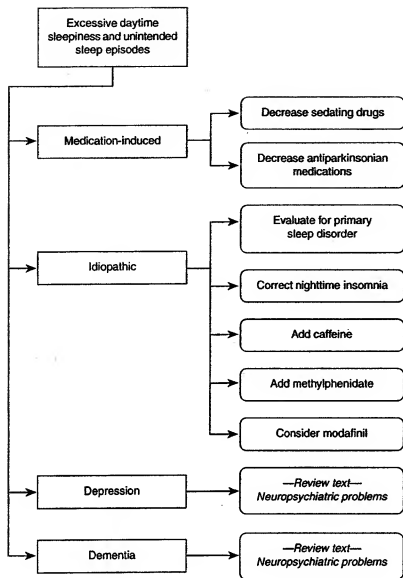 Excessive daytime
sleepiness and unintended
sleep episodes
Medication-induced
Decrease sedating drugs
Decrease antiparkinsonian
medications
Idiopathic
Evaluate for primary
sleep disorder
Correct nighttime insomnia
Add caffeine
Add methylphenidate
Consider modafinil
Depression
—Review text—
Neuropsychiatric problems
Dementia
—Review text—
Neuropsychiatric problems